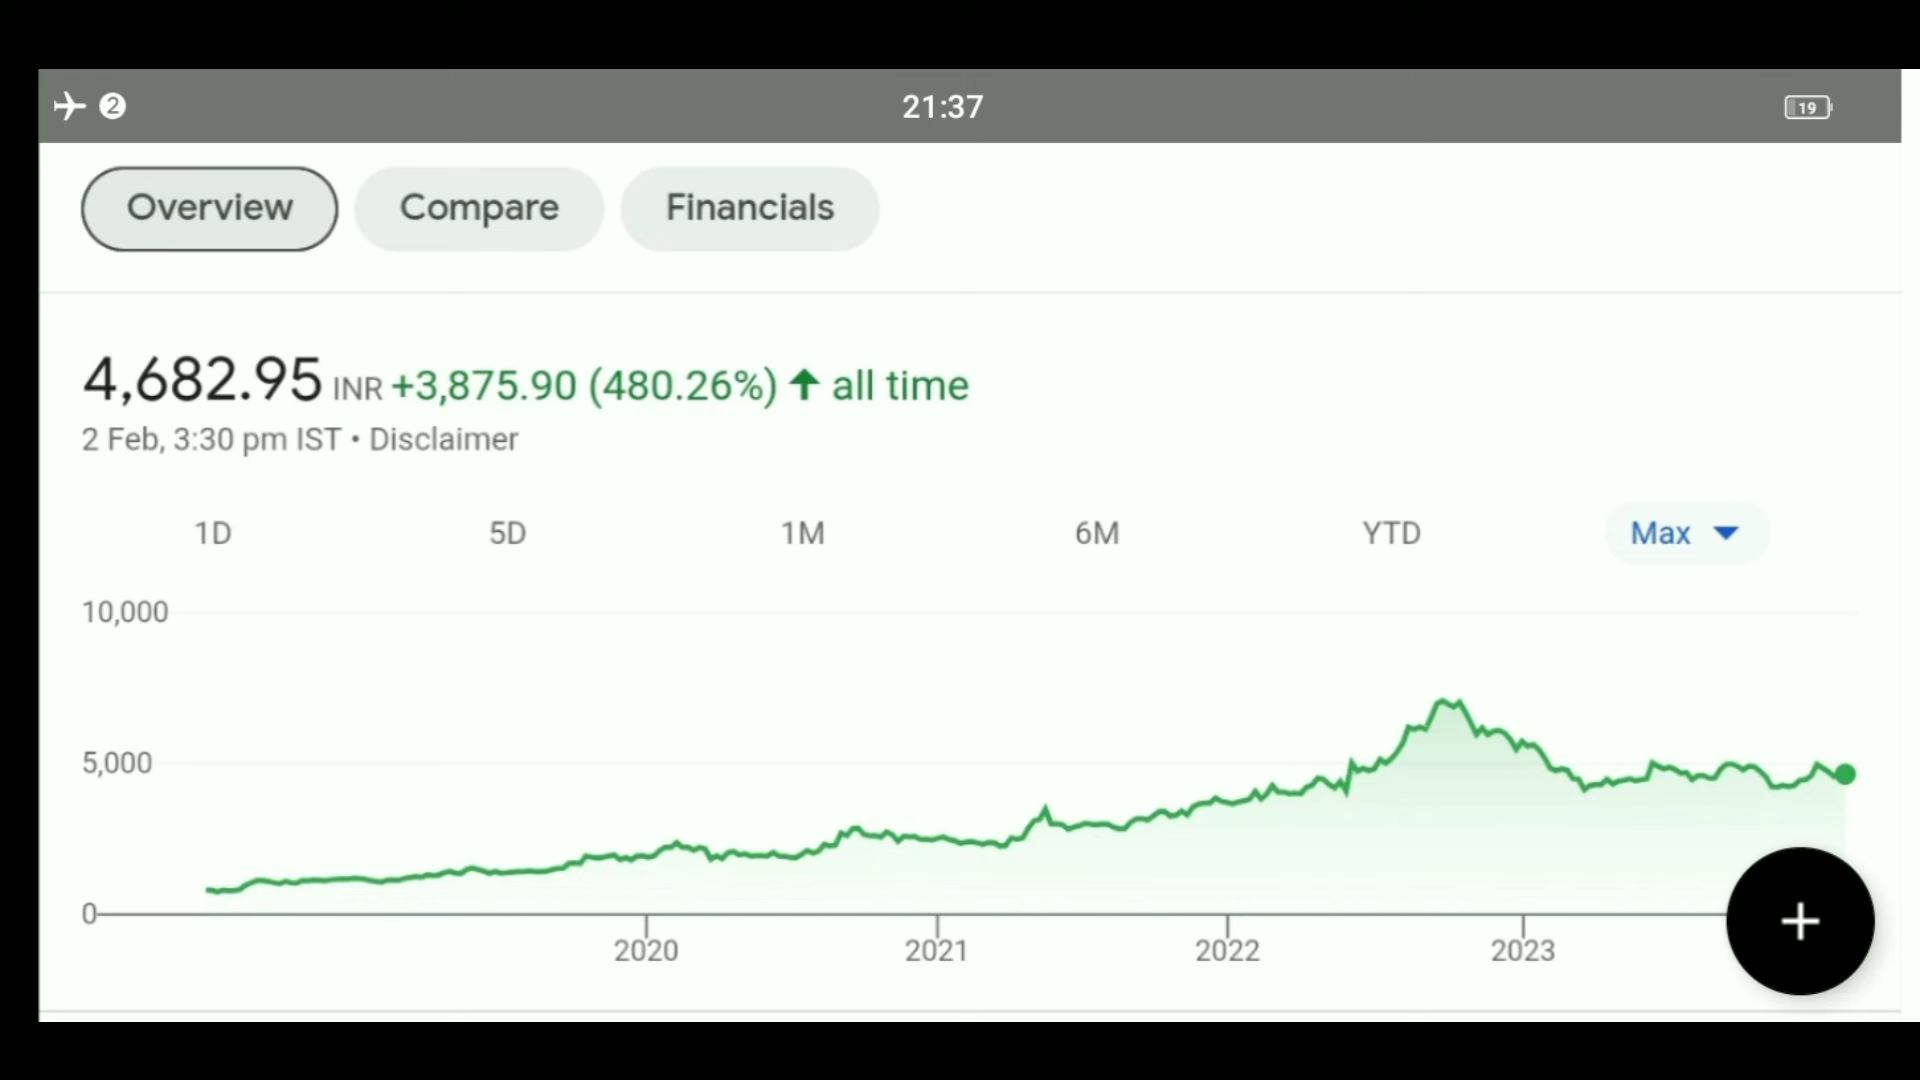 2 21:37 19
Overview Compare Financials
4,682.95 INR +3,875.90 (480.26%) ↑ all time
2 Feb, 3:30 pm IST • Disclaimer
1D 5D 1M 6M YTD Max
10,000
5,000
0
2020 2021 2022 2023
+